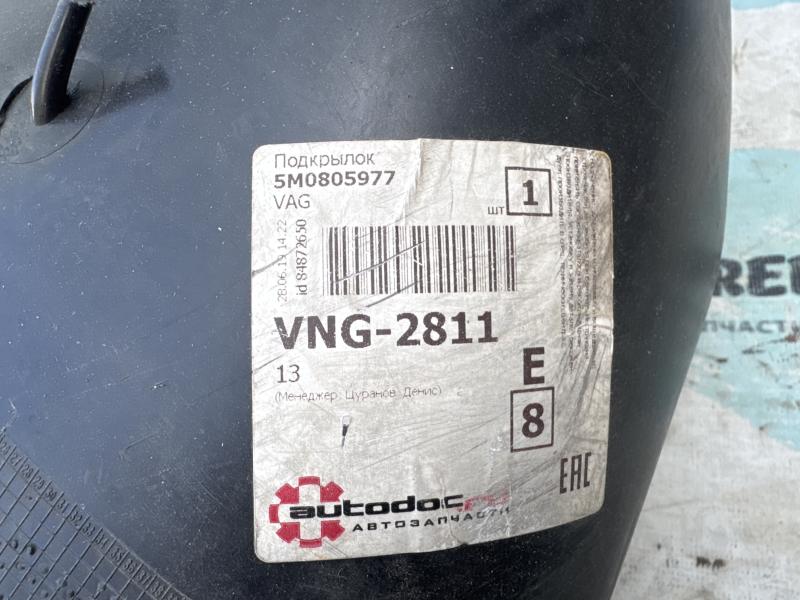 Подкрылок
5M0805977
VAG
шт 1
28.06.19 14:22
id 84872650
VNG-2811
13
(Менеджер: Цуранов Денис)
E
8
EAC
autodoc.ру
АВТОЗАПЧАСТИ